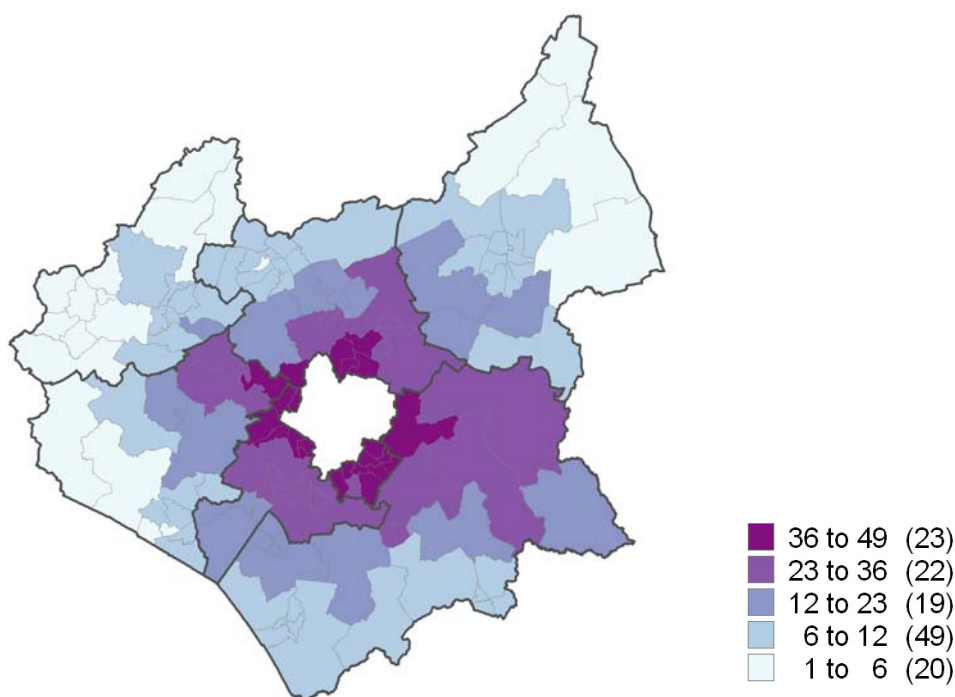 36 to 49 (23)
23 to 36 (22)
12 to 23 (19)
6 to 12 (49)
1 to 6 (20)